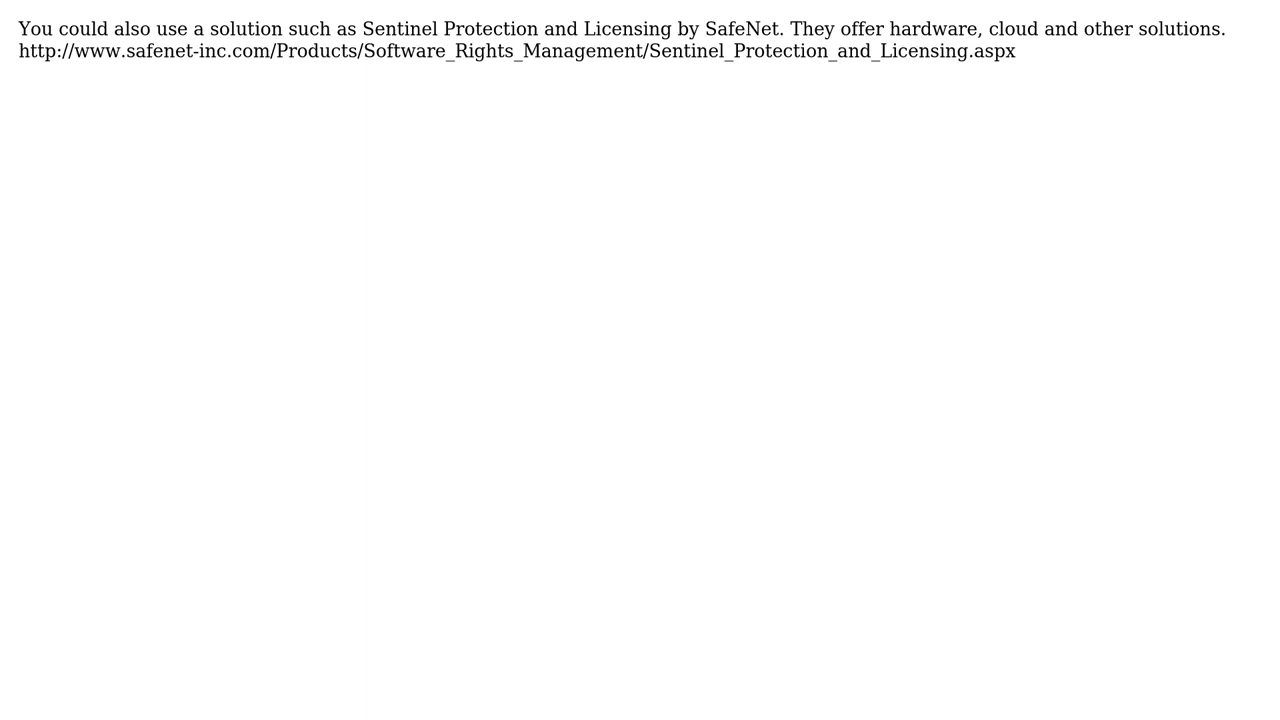 You could also use a solution such as Sentinel Protection and Licensing by SafeNet. They offer hardware, cloud and other solutions.
http://www.safenet-inc.com/Products/Software_Rights_Management/Sentinel_Protection_and_Licensing.aspx